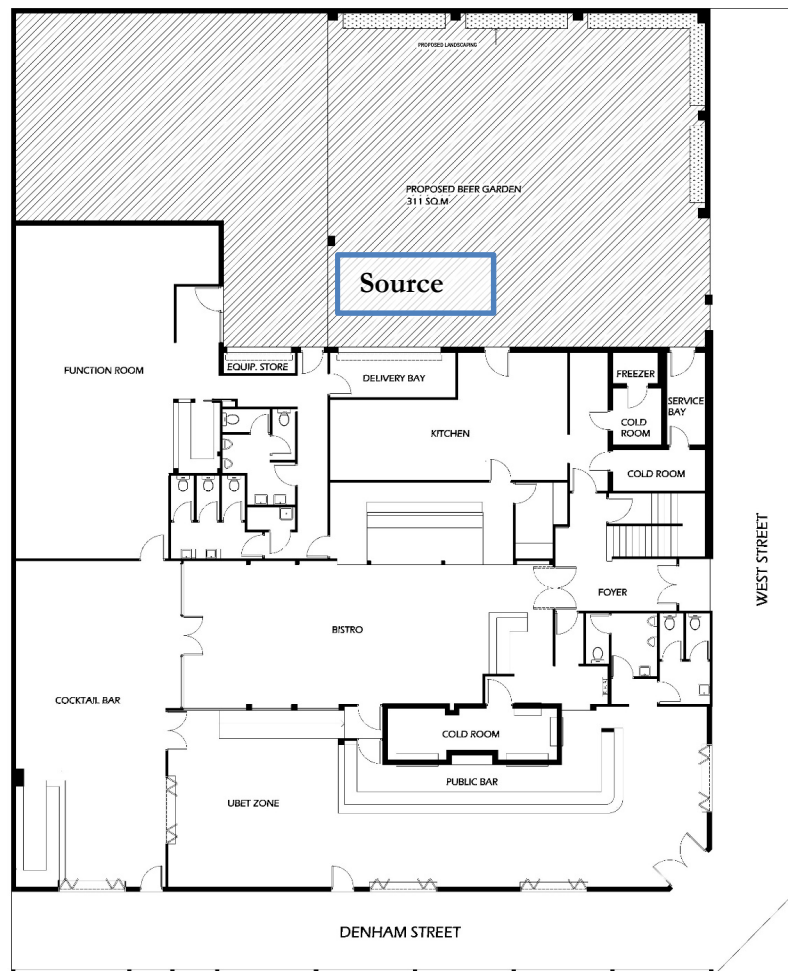 PROPOSED LANDSCAPING
PROPOSED BEER GARDEN
311 SQ.M
Source
FUNCTION ROOM
EQUIP. STORE
DELIVERY BAY
FREEZER
SERVICE
BAY
COLD
ROOM
KITCHEN
COLD ROOM
WEST STREET
FOYER
BISTRO
COCKTAIL BAR
COLD ROOM
PUBLIC BAR
UBET ZONE
DENHAM STREET